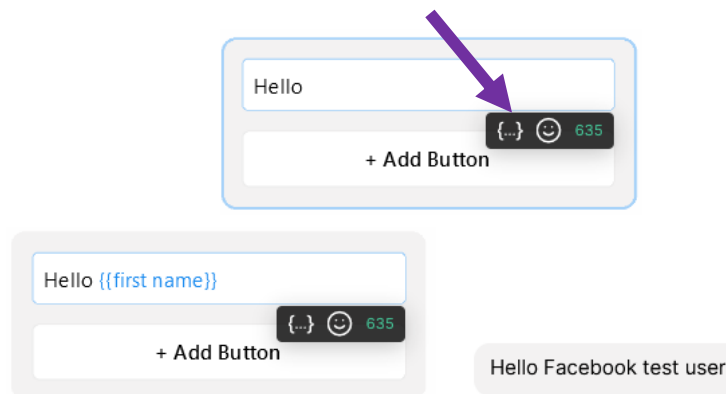 Hello
{...} 635
+ Add Button
Hello {{first name}}
{...} 635
+ Add Button
Hello Facebook test user